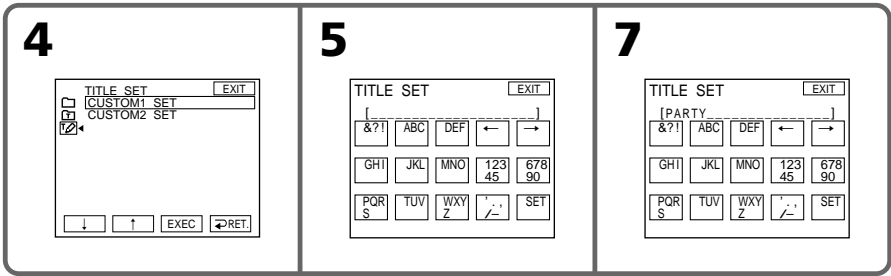 4
TITLE SET EXIT
CUSTOM1 SET
CUSTOM2 SET
↓ ↑ EXEC RET.
5
TITLE SET EXIT
[____________________]
&?! ABC DEF ← →
GHI JKL MNO 123 678
45 90
PQR TUV WXY ' . , SET
S Z /–
7
TITLE SET EXIT
[PARTY_______________]
&?! ABC DEF ← →
GHI JKL MNO 123 678
45 90
PQR TUV WXY ' . , SET
S Z /–